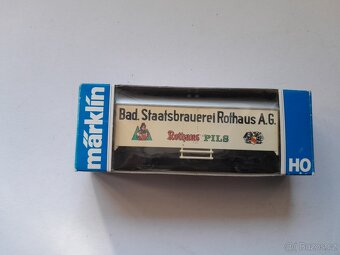 märklin
Bad. Staatsbrauerei Rothaus A.G.
Rothaus PILS
HO